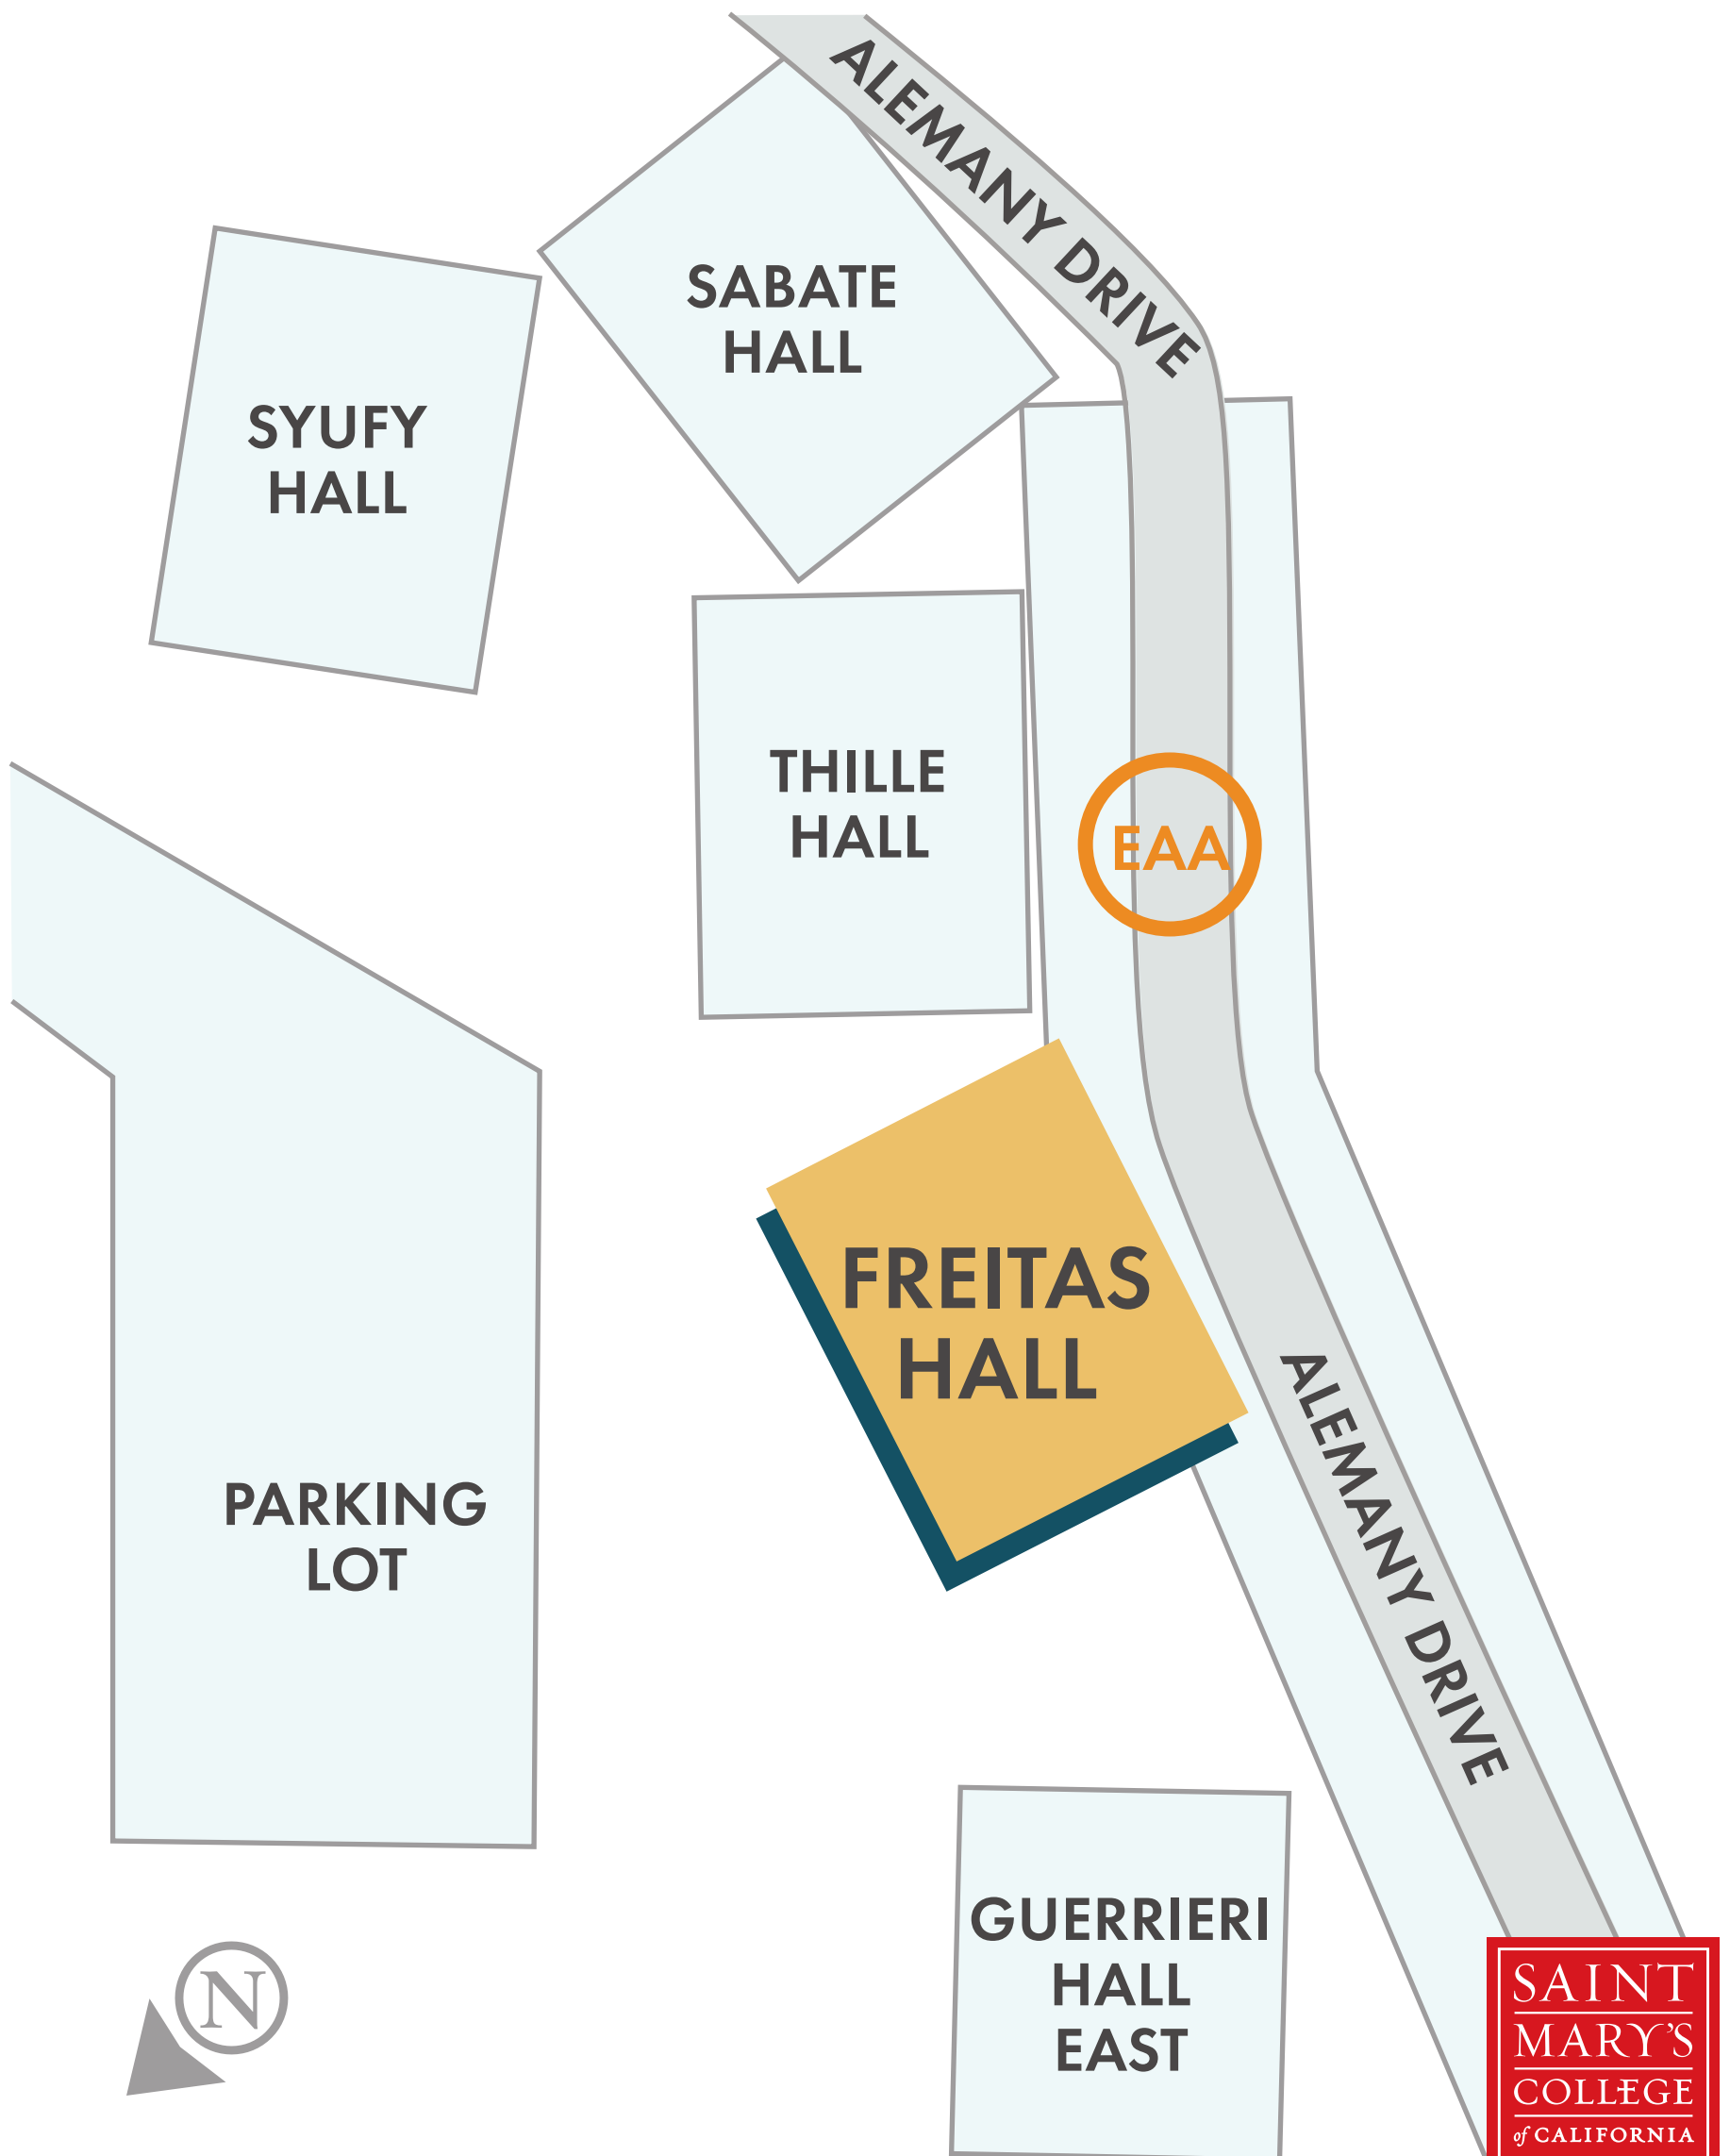 ALEMANY DRIVE
SABATE
HALL
SYUFY
HALL
THILLE
HALL
EAA
FREITAS
HALL
ALEMANY DRIVE
PARKING
LOT
GUERRIERI
HALL
EAST
N
SAINT
MARY'S
COLLEGE
of CALIFORNIA